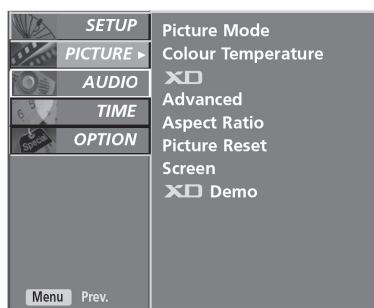 SETUP
PICTURE ►
AUDIO
TIME
OPTION
Menu Prev.
Picture Mode
Colour Temperature
XD
Advanced
Aspect Ratio
Picture Reset
Screen
XD Demo